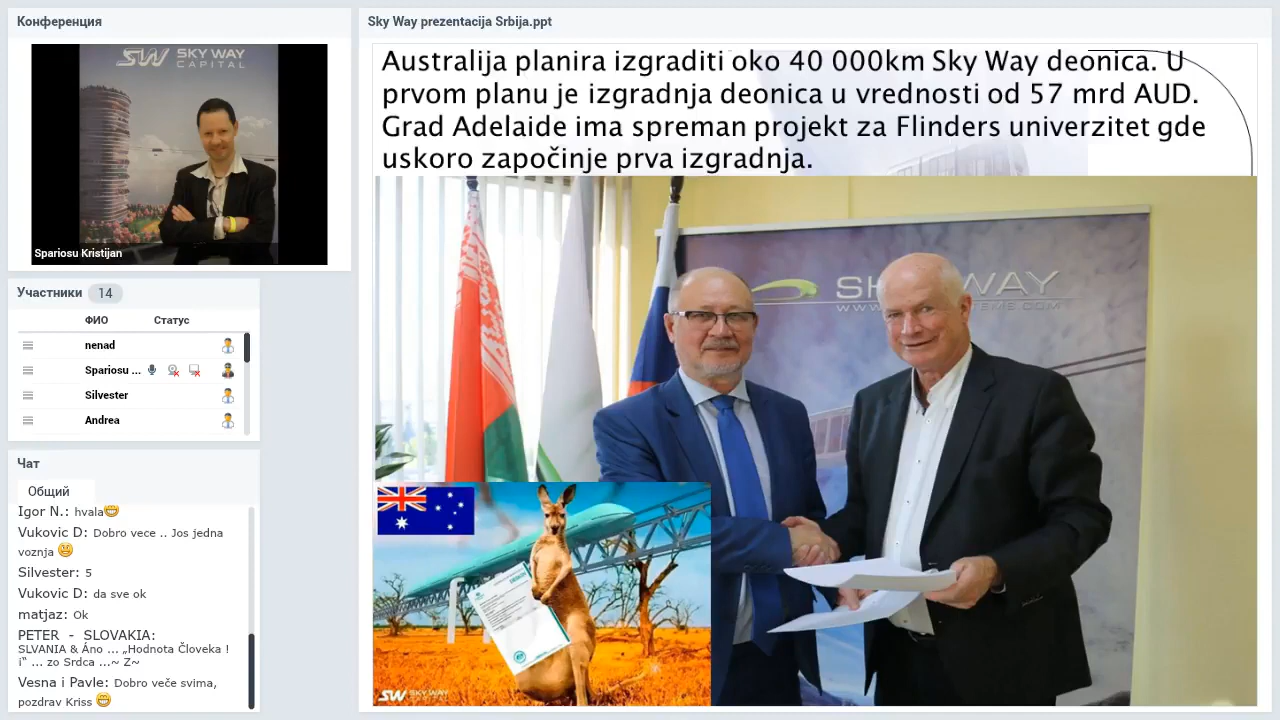 Конференция
SKY WAY
CAPITAL
Spariosu Kristijan
Участники 14
ФИО Статус
nenad
Spariosu ...
Silvester
Andrea
Чат
Общий
Igor N.: hvala
Vukovic D: Dobro vece .. Jos jedna
voznja
Silvester: 5
Vukovic D: da sve ok
matjaz: Ok
PETER - SLOVAKIA:
SLVANIA & Áno ... „Hodnota Človeka !
i“ ... zo Srdca ...~ Z~
Vesna i Pavle: Dobro veče svima,
pozdrav Kriss
Sky Way prezentacija Srbija.ppt
Australija planira izgraditi oko 40 000km Sky Way deonica. U
prvom planu je izgradnja deonica u vrednosti od 57 mrd AUD.
Grad Adelaide ima spreman projekt za Flinders univerzitet gde
uskoro započinje prva izgradnja.
SW SKY WAY